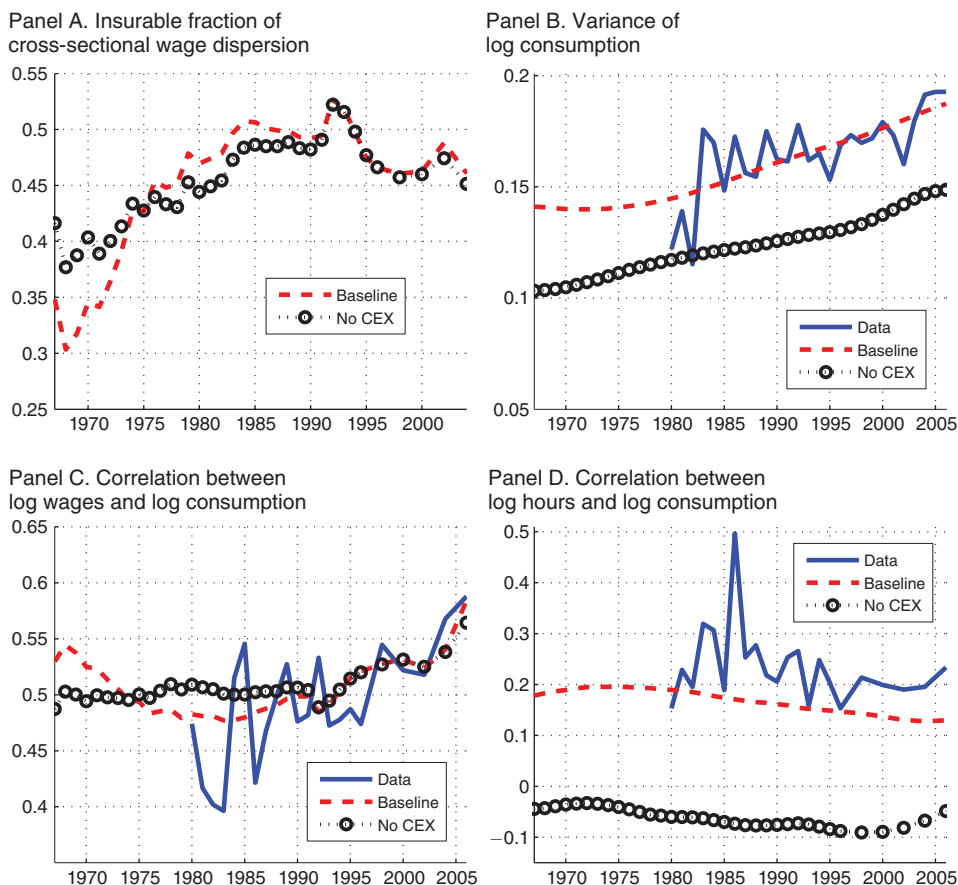 Panel A. Insurable fraction of
cross-sectional wage dispersion
0.55
0.5
0.45
0.4
0.35
0.3
0.25
Baseline
No CEX
1970 1975 1980 1985 1990 1995 2000
Panel B. Variance of
log consumption
0.2
0.15
0.1
0.05
Data
Baseline
No CEX
1970 1975 1980 1985 1990 1995 2000 2005
Panel C. Correlation between
log wages and log consumption
0.65
0.6
0.55
0.5
0.45
0.4
Data
Baseline
No CEX
1970 1975 1980 1985 1990 1995 2000 2005
Panel D. Correlation between
log hours and log consumption
0.5
0.4
0.3
0.2
0.1
0
−0.1
Data
Baseline
No CEX
1970 1975 1980 1985 1990 1995 2000 2005